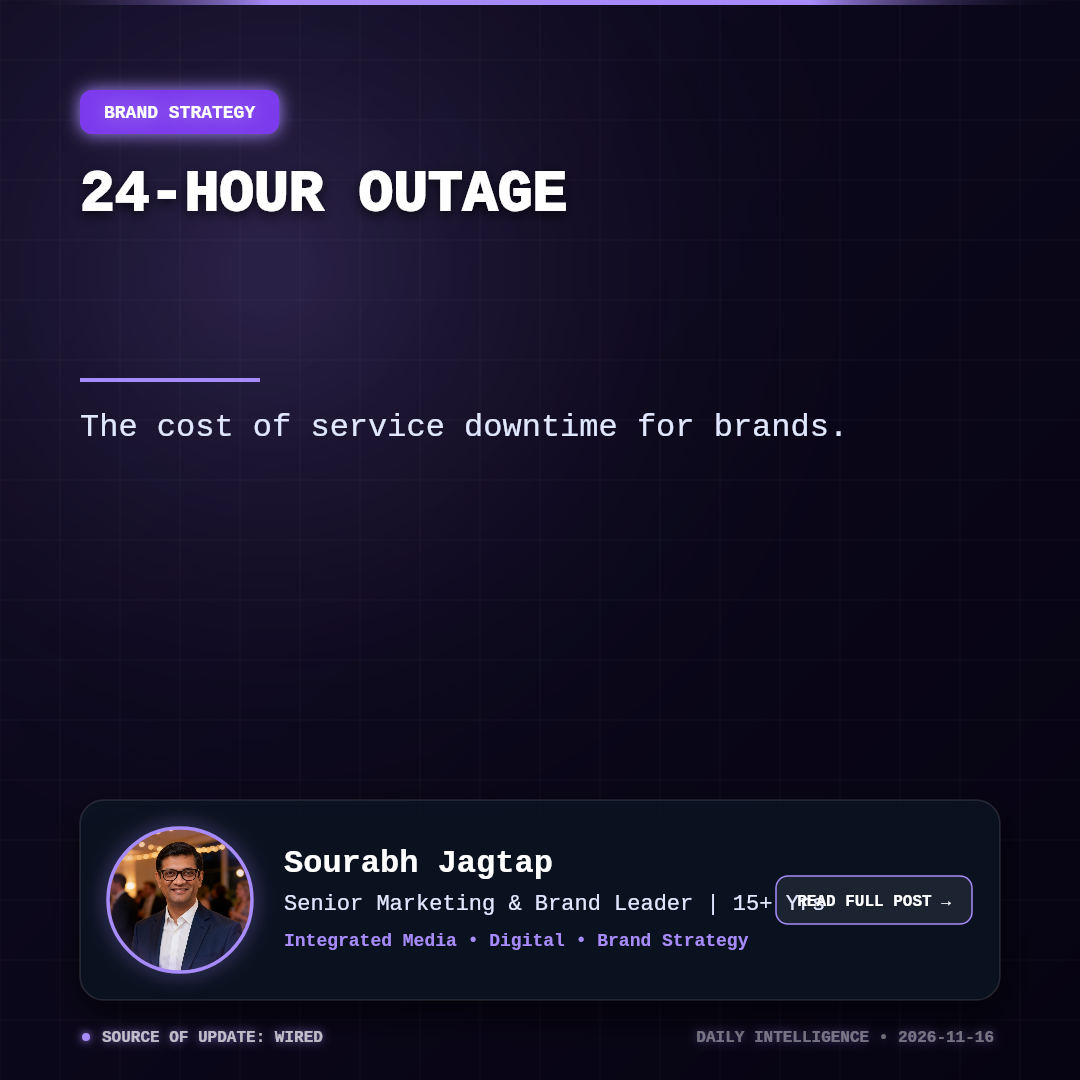 BRAND STRATEGY
24-HOUR OUTAGE
The cost of service downtime for brands.
Sourabh Jagtap
Senior Marketing & Brand Leader | 15+ Yrs
READ FULL POST →
Integrated Media • Digital • Brand Strategy
SOURCE OF UPDATE: WIRED
DAILY INTELLIGENCE • 2026-11-16